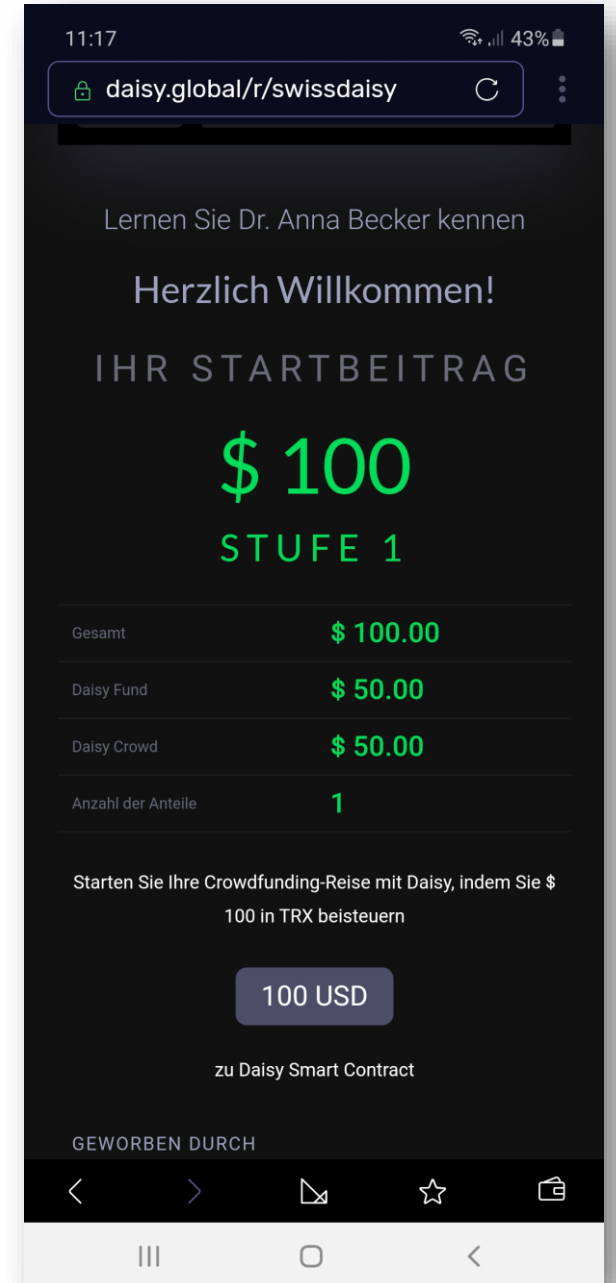 11:17
43%
daisy.global/r/swissdaisy
Lernen Sie Dr. Anna Becker kennen
Herzlich Willkommen!
IHR STARTBEITRAG
$ 100
STUFE 1
Gesamt $ 100.00
Daisy Fund $ 50.00
Daisy Crowd $ 50.00
Anzahl der Anteile 1
Starten Sie Ihre Crowdfunding-Reise mit Daisy, indem Sie $
100 in TRX beisteuern
100 USD
zu Daisy Smart Contract
GEWORBEN DURCH